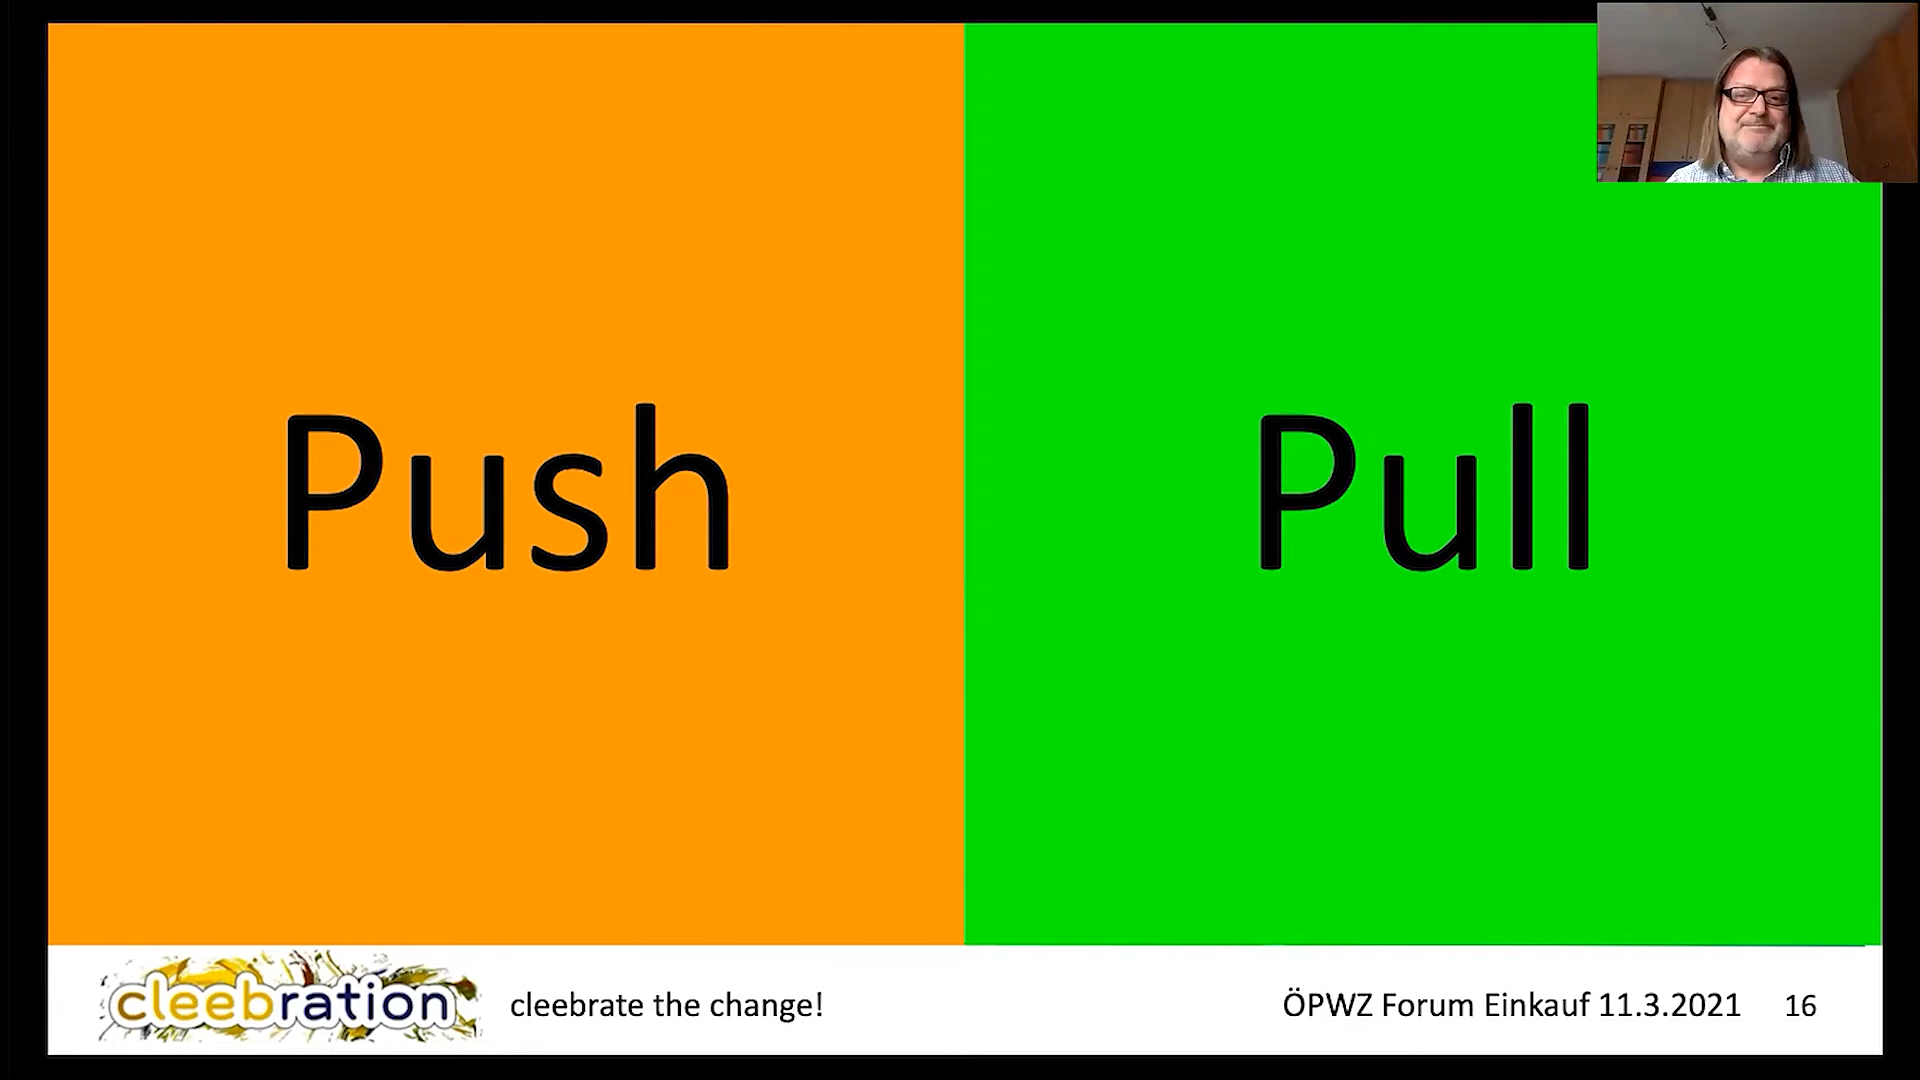 Push
Pull
cleebration
cleebrate the change!
ÖPWZ Forum Einkauf 11.3.2021
16